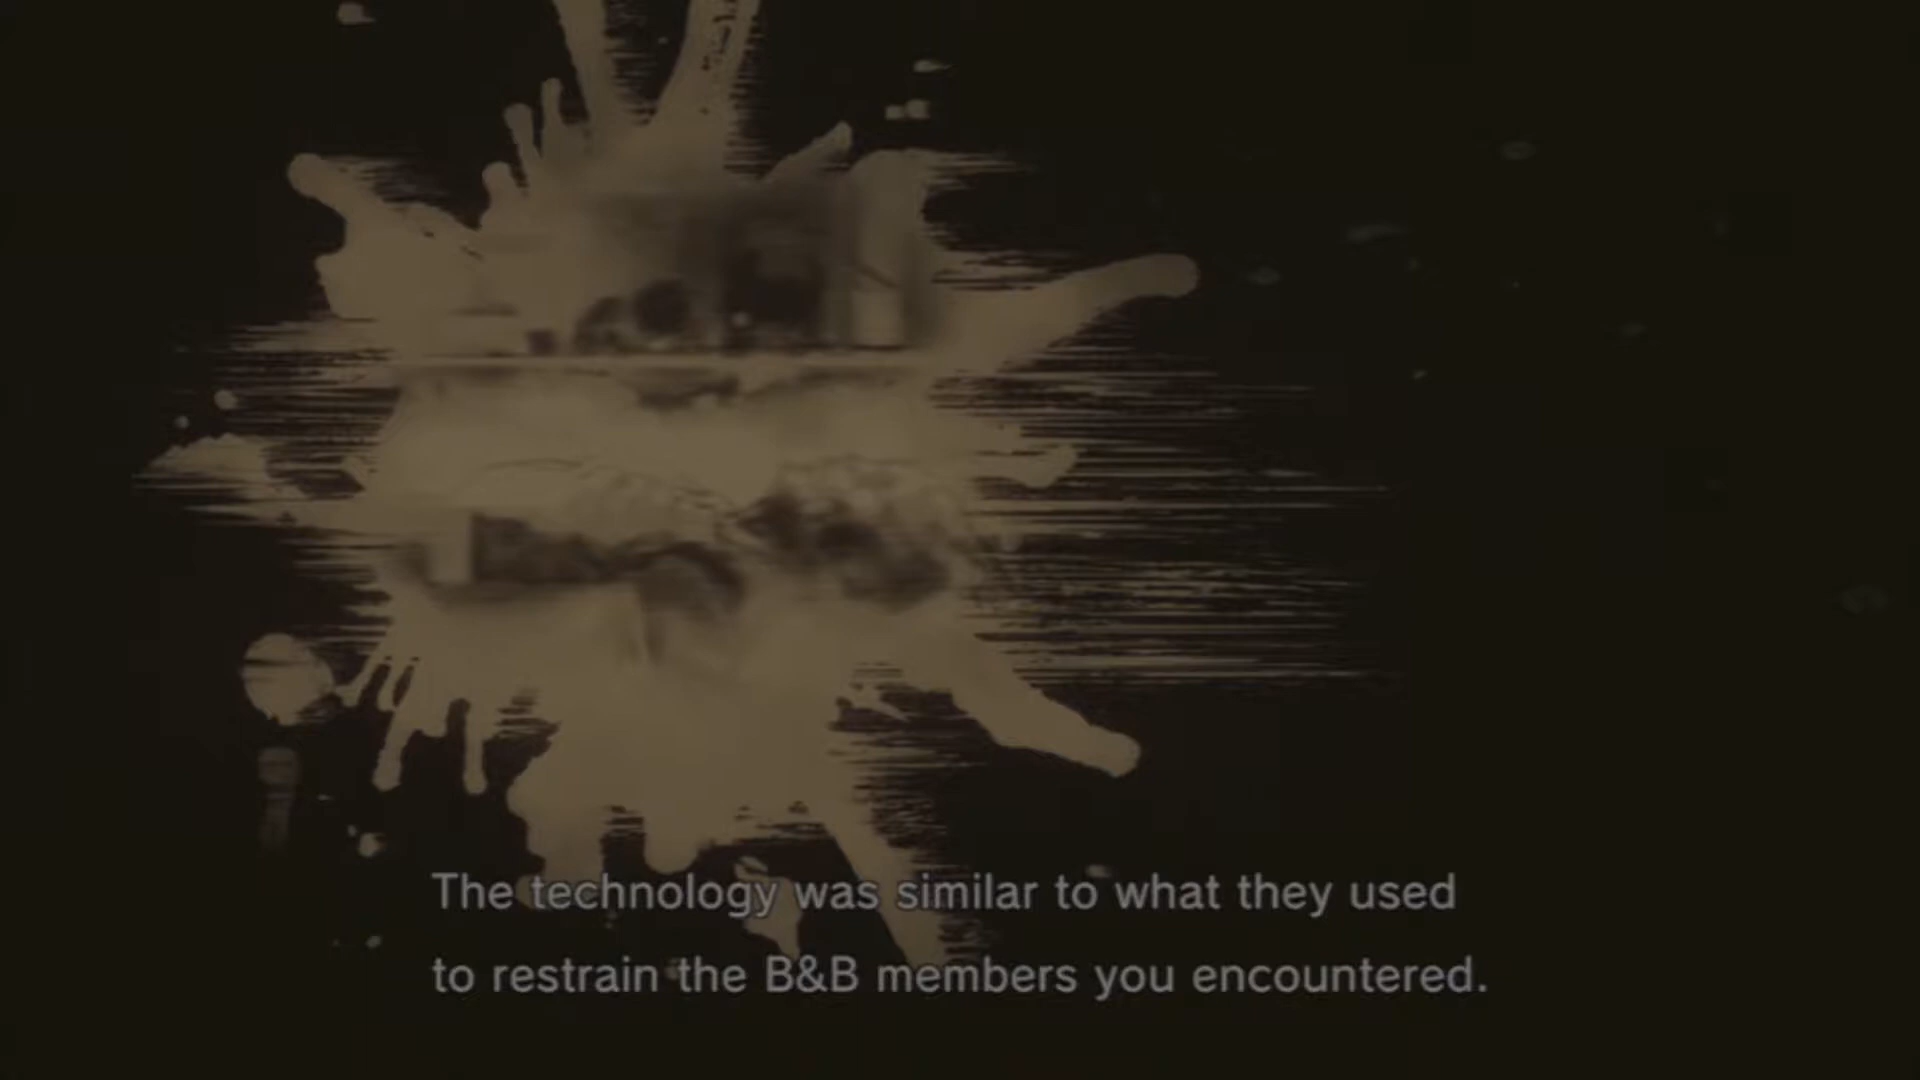 The technology was similar to what they used
to restrain the B&B members you encountered.